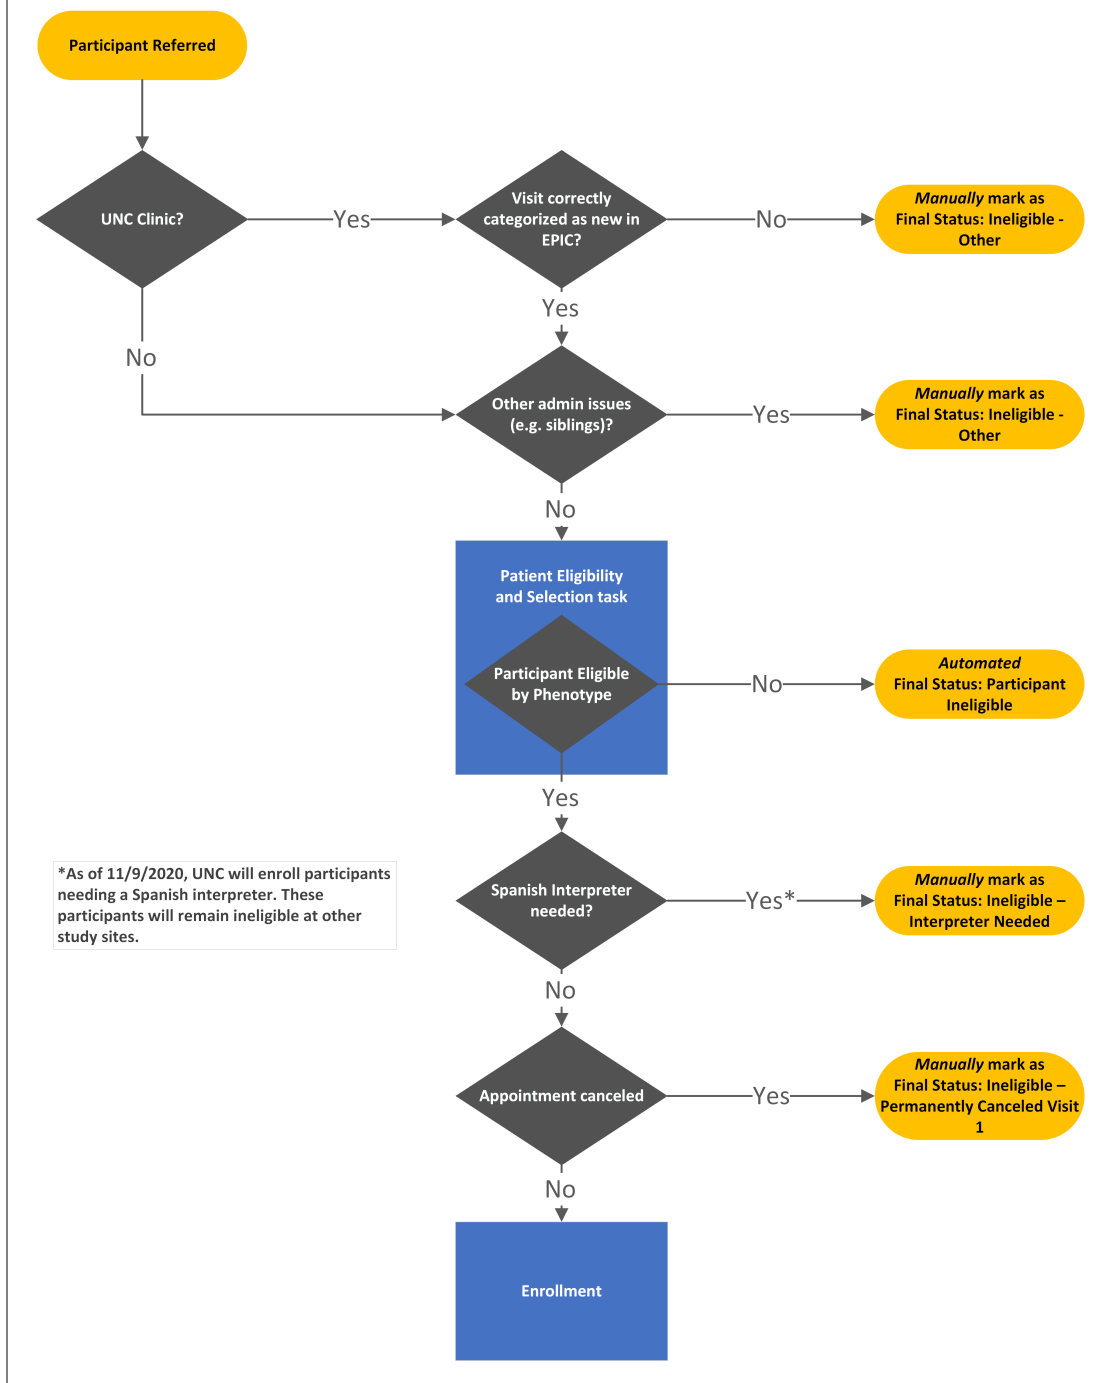 Participant Referred
UNC Clinic?
Yes
Visit correctly
categorized as new in
EPIC?
No
Manually mark as
Final Status: Ineligible -
Other
Yes
No
Other admin issues
(e.g. siblings)?
Yes
Manually mark as
Final Status: Ineligible -
Other
No
Patient Eligibility
and Selection task
Participant Eligible
by Phenotype
No
Automated
Final Status: Participant
Ineligible
Yes
*As of 11/9/2020, UNC will enroll participants
needing a Spanish interpreter. These
participants will remain ineligible at other
study sites.
Spanish Interpreter
needed?
Yes*
Manually mark as
Final Status: Ineligible –
Interpreter Needed
No
Appointment canceled
Yes
Manually mark as
Final Status: Ineligible –
Permanently Canceled Visit
1
No
Enrollment